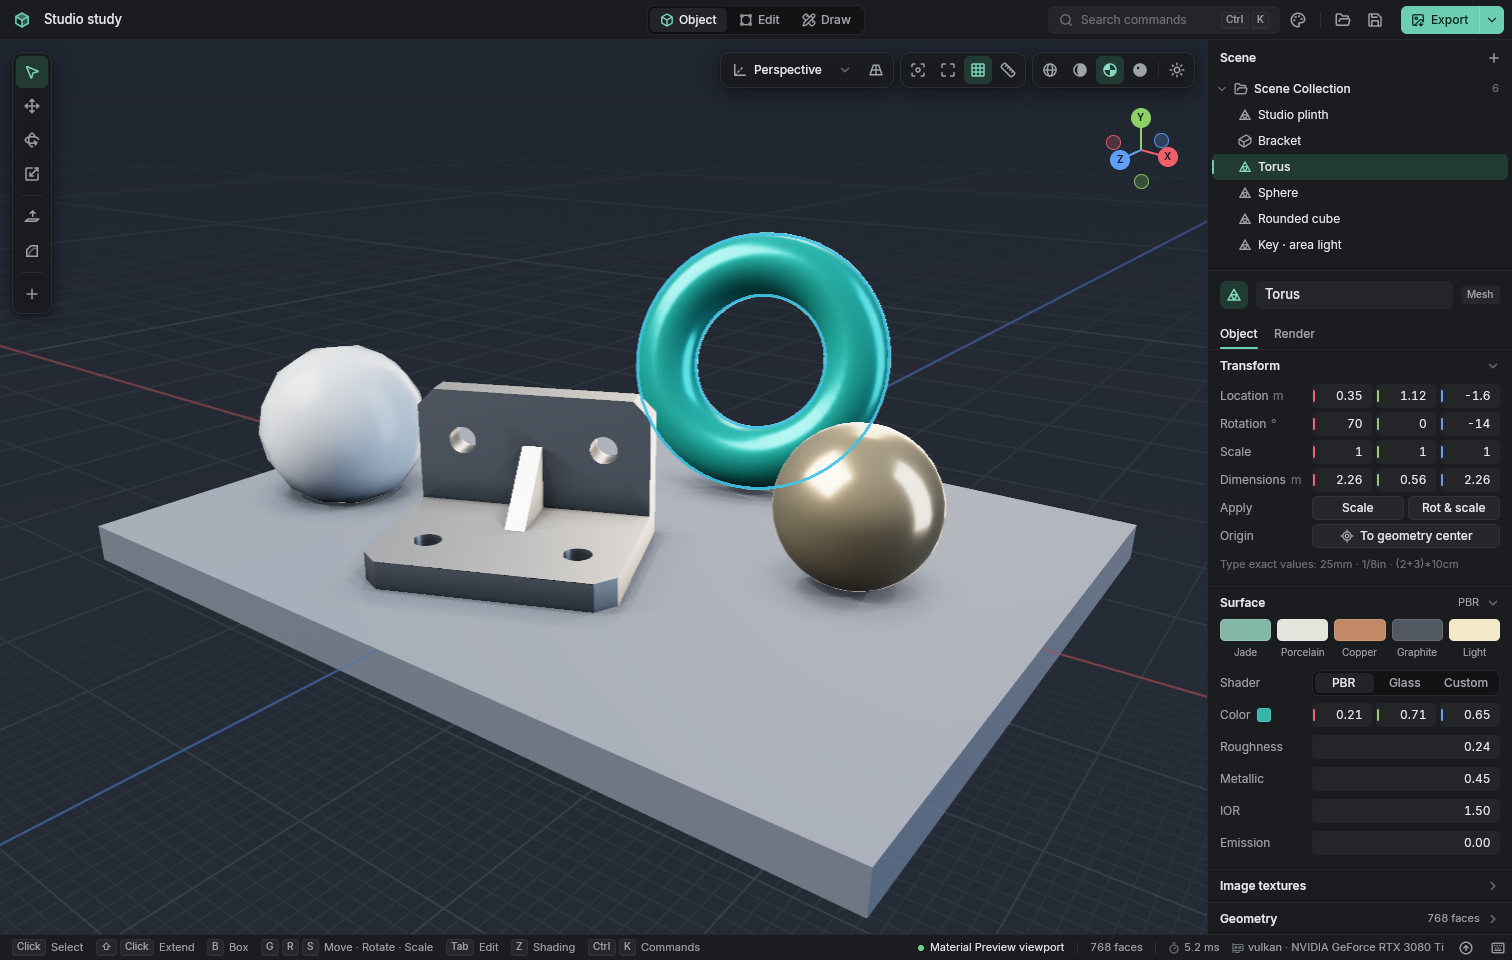 Studio study
Object Edit Draw
Search commands Ctrl K
Export
Perspective
Y
Z X
Scene
Scene Collection 6
Studio plinth
Bracket
Torus
Sphere
Rounded cube
Key · area light
Torus Mesh
Object Render
Transform
Location m 0.35 1.12 -1.6
Rotation ° 70 0 -14
Scale 1 1 1
Dimensions m 2.26 0.56 2.26
Apply Scale Rot & scale
Origin To geometry center
Type exact values: 25mm · 1/8in · (2+3)*10cm
Surface PBR
Jade Porcelain Copper Graphite Light
Shader PBR Glass Custom
Color 0.21 0.71 0.65
Roughness 0.24
Metallic 0.45
IOR 1.50
Emission 0.00
Image textures
Geometry 768 faces
Click Select ⇧ Click Extend B Box G R S Move · Rotate · Scale Tab Edit Z Shading Ctrl K Commands
Material Preview viewport 768 faces 5.2 ms vulkan · NVIDIA GeForce RTX 3080 Ti